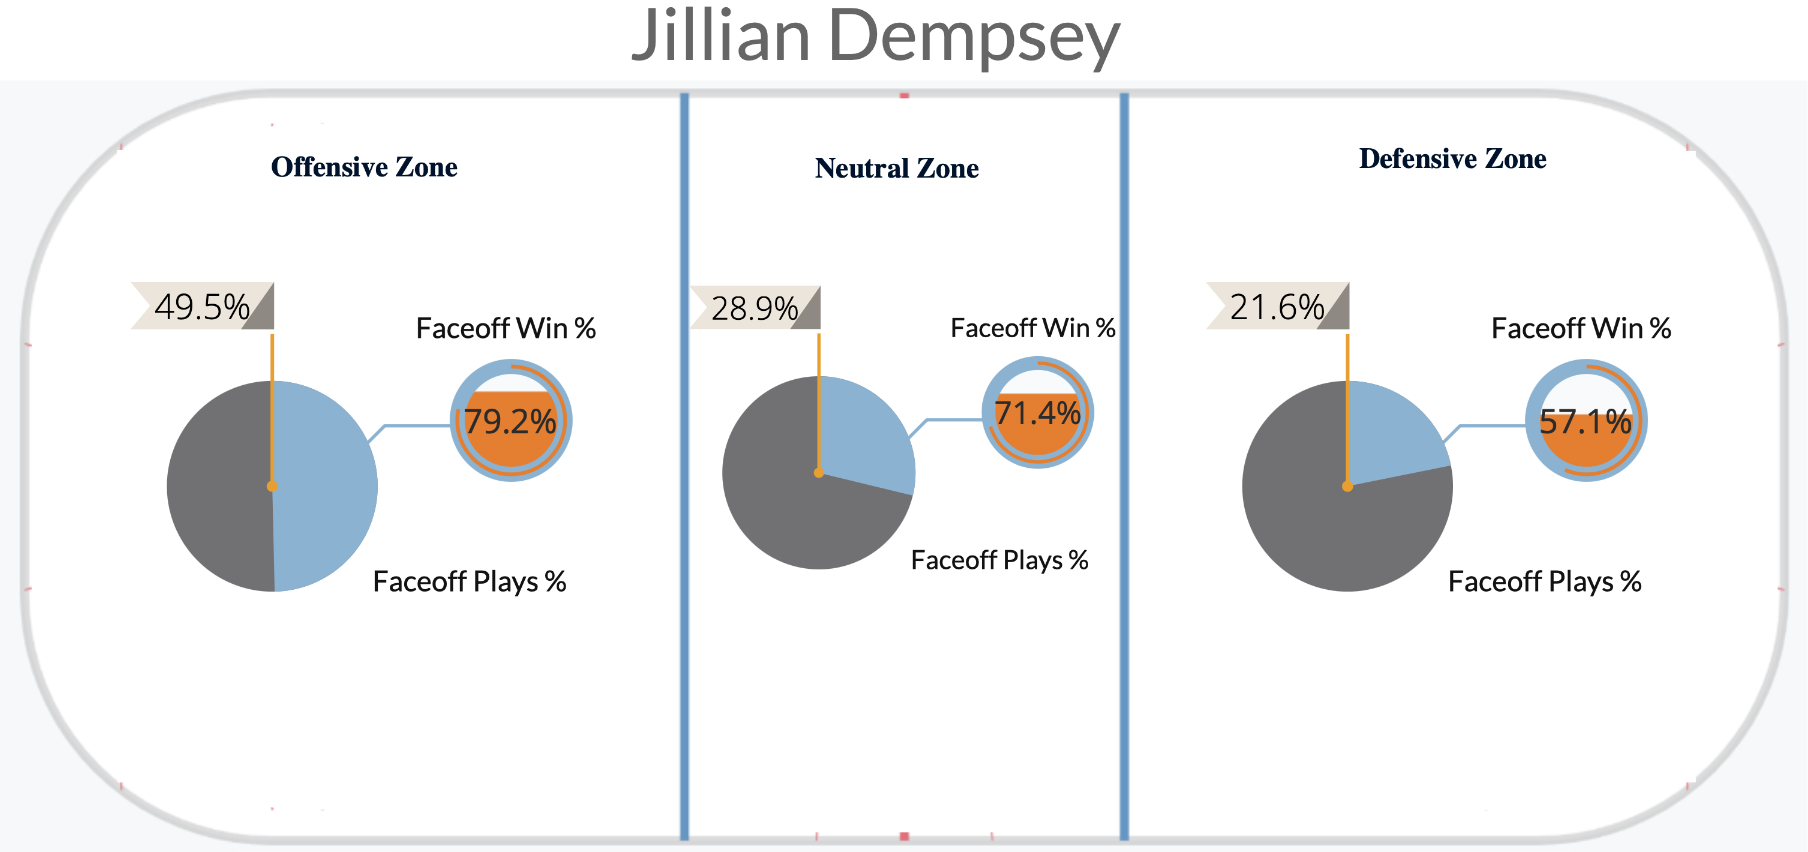 Jillian Dempsey
Offensive Zone
49.5%
Faceoff Win %
79.2%
Faceoff Plays %
Neutral Zone
28.9%
Faceoff Win %
71.4%
Faceoff Plays %
Defensive Zone
21.6%
Faceoff Win %
57.1%
Faceoff Plays %